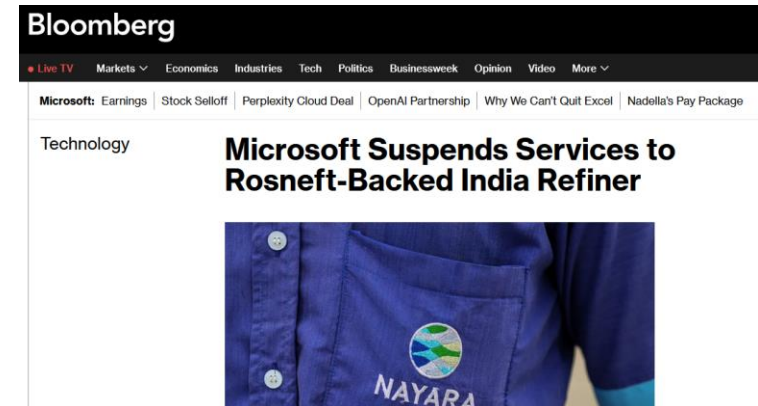 Bloomberg
Live TV Markets Economics Industries Tech Politics Businessweek Opinion Video More
Microsoft: Earnings Stock Selloff Perplexity Cloud Deal OpenAI Partnership Why We Can't Quit Excel Nadella's Pay Package
Technology
Microsoft Suspends Services to
Rosneft-Backed India Refiner
NAYARA